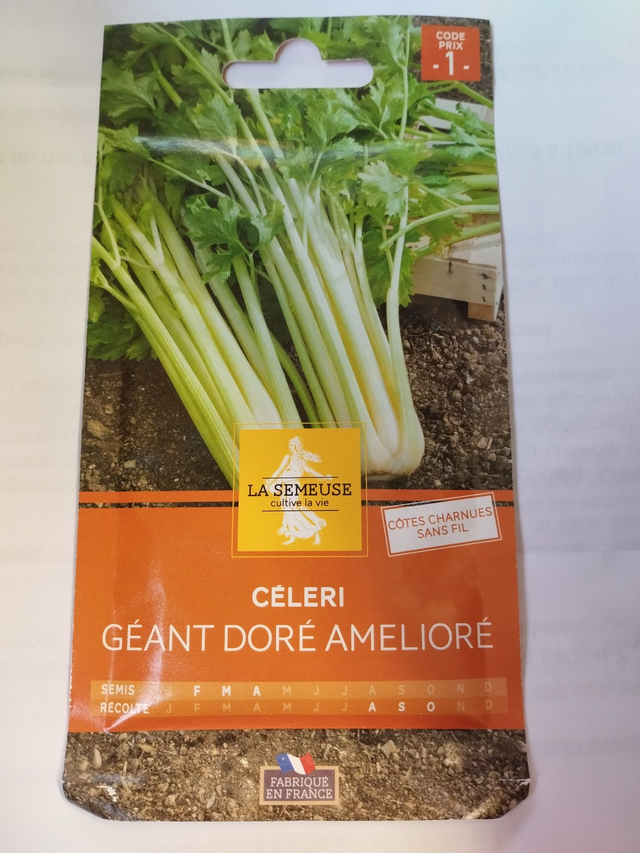 CODE
PRIX
- 1 -
LA SEMEUSE
cultive la vie
CÔTES CHARNUES
SANS FIL
CÉLERI
GÉANT DORÉ AMELIORÉ
SEMIS J F M A M J J A S O N D
RÉCOLTE J F M A M J J A S O N D
FABRIQUÉ
EN FRANCE